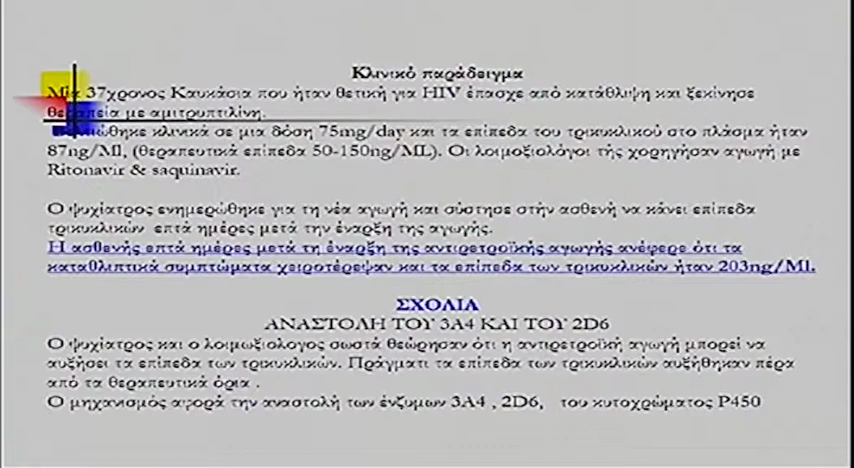 Κλινικό παράδειγμα
Μία 37χρονος Καυκάσια που ήταν θετική για HIV έπασχε από κατάθλιψη και ξεκίνησε
θεραπεία με αμιτρυπτιλίνη.
κλινικά σε μια δόση 75mg/day και τα επίπεδα του τρικυκλικού στο πλάσμα ήταν
87ng/Ml, (θεραπευτικά επίπεδα 50-150ng/ML). Οι λοιμοξιολόγοι τής χορηγήσαν αγωγή με
Ritonavir & saquinavir.
Ο ψυχίατρος ενημερώθηκε για τη νέα αγωγή και σύστησε στήν ασθενή να κάνει επίπεδα
τρικυκλικών επτά ημέρες μετά την έναρξη της αγωγής.
Η ασθενής επτά ημέρες μετά τη έναρξη της αντιρετροϊκής αγωγής ανέφερε ότι τα
καταθλιπτικά συμπτώματα χειροτέρεψαν και τα επίπεδα των τρικυκλικών ήταν 203ng/Ml.
ΣΧΟΛΙΑ
ΑΝΑΣΤΟΛΗ ΤΟΥ 3Α4 ΚΑΙ ΤΟΥ 2D6
Ο ψυχίατρος και ο λοιμωξιολογος σωστά θεώρησαν ότι η αντιρετροϊκή αγωγή μπορεί να
αυξήσει τα επίπεδα των τρικυκλικών. Πράγματι τα επίπεδα των τρικυκλικών αυξήθηκαν πέρα
από τα θεραπευτικά όρια .
Ο μηχανισμός αφορά την αναστολή των ένζυμων 3Α4 , 2D6, του κυτοχρώματος P450